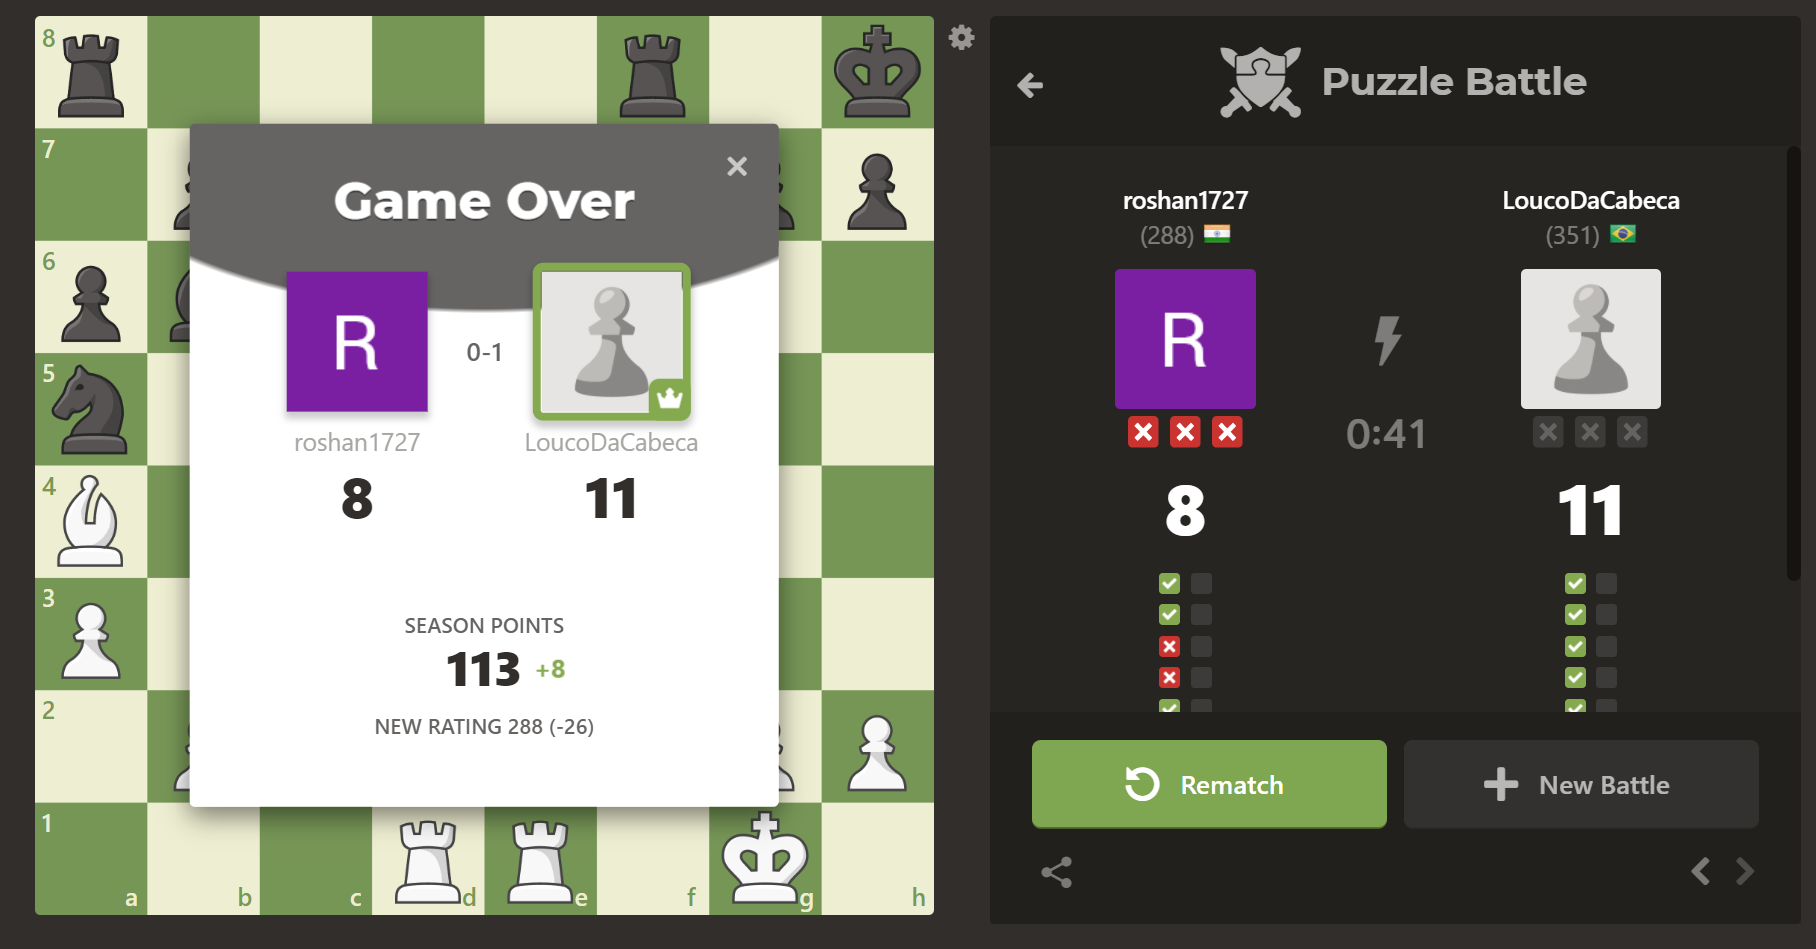 8
7
6
5
4
3
2
1
a
b
c
d
e
f
g
h
Game Over
R
0-1
roshan1727
LoucoDaCabeca
8
11
SEASON POINTS
113 +8
NEW RATING 288 (-26)
Puzzle Battle
roshan1727
LoucoDaCabeca
(288)
(351)
R
0:41
8
11
Rematch
New Battle